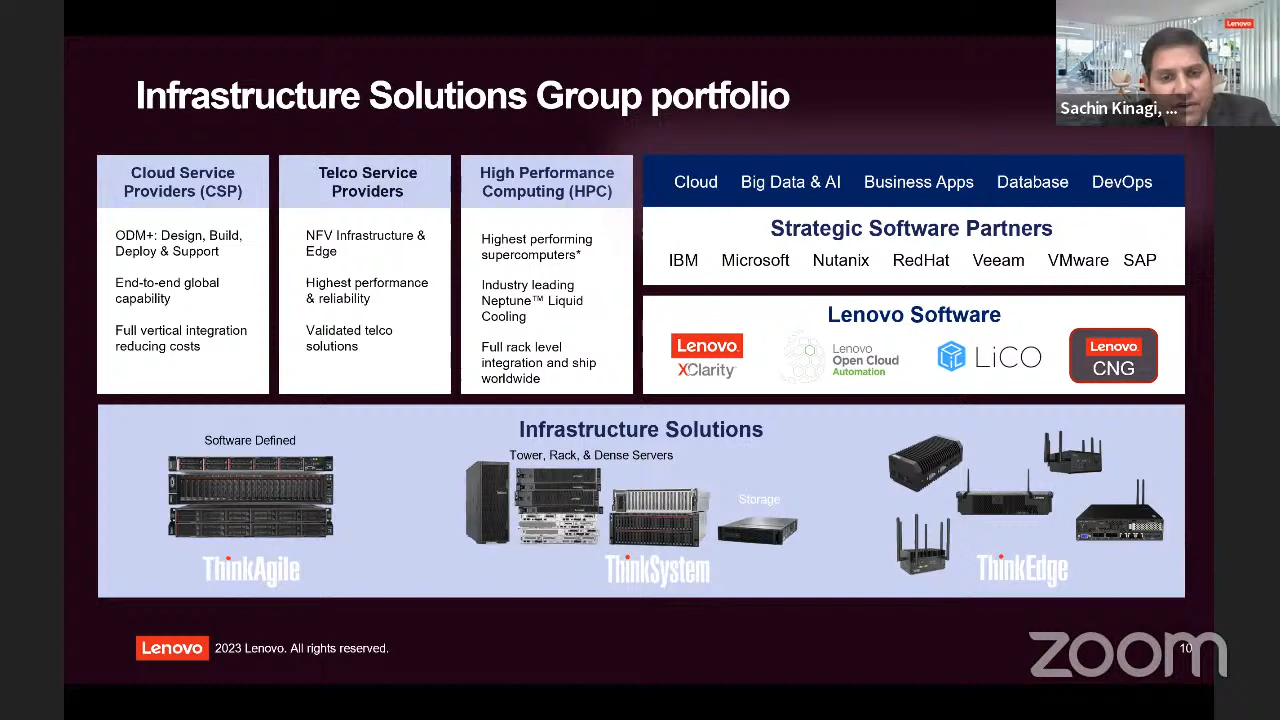 Infrastructure Solutions Group portfolio
Lenovo
Sachin Kinagi, ...
Cloud Service
Providers (CSP)
ODM+: Design, Build,
Deploy & Support
End-to-end global
capability
Full vertical integration
reducing costs
Telco Service
Providers
NFV Infrastructure &
Edge
Highest performance
& reliability
Validated telco
solutions
High Performance
Computing (HPC)
Highest performing
supercomputers*
Industry leading
Neptune™ Liquid
Cooling
Full rack level
integration and ship
worldwide
Cloud Big Data & AI Business Apps Database DevOps
Strategic Software Partners
IBM Microsoft Nutanix RedHat Veeam VMware SAP
Lenovo Software
Lenovo
XClarity
Lenovo
Open Cloud
Automation
LiCO
Lenovo
CNG
Infrastructure Solutions
Software Defined
ThinkAgile
Tower, Rack, & Dense Servers
Storage
ThinkSystem
ThinkEdge
Lenovo 2023 Lenovo. All rights reserved.
10
zoom